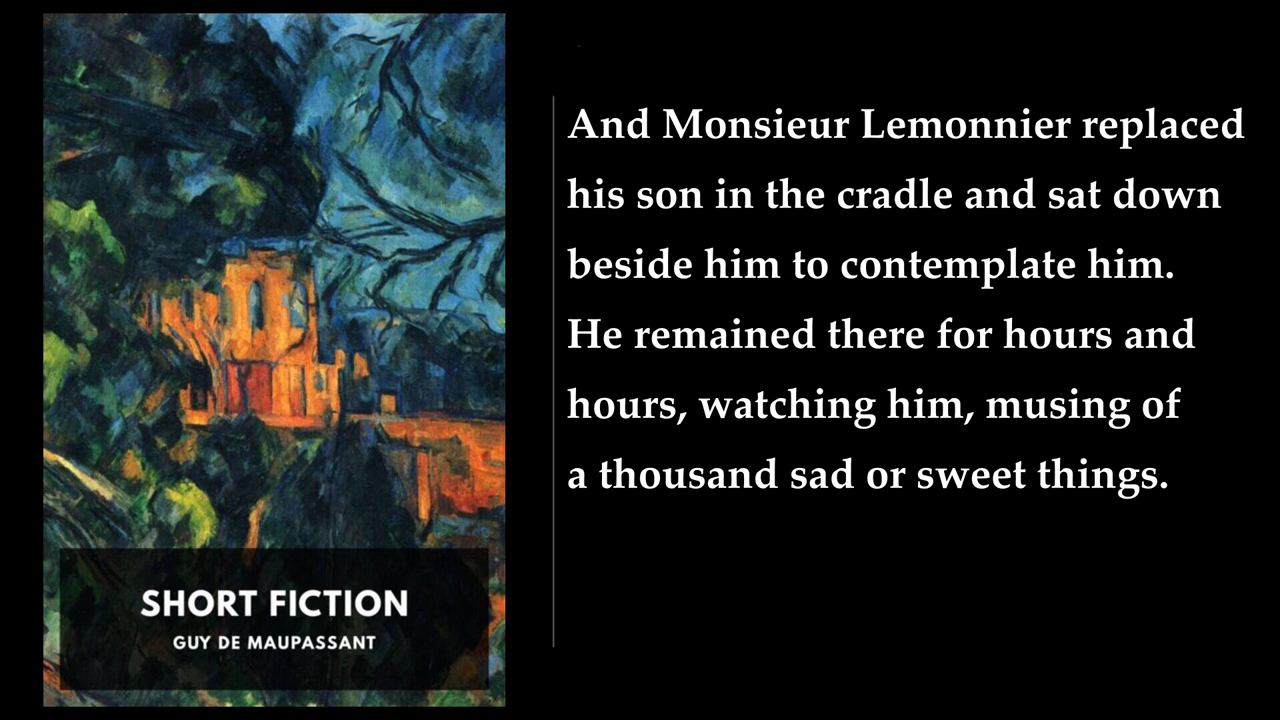 And Monsieur Lemonnier replaced
his son in the cradle and sat down
beside him to contemplate him.
He remained there for hours and
hours, watching him, musing of
a thousand sad or sweet things.
SHORT FICTION
GUY DE MAUPASSANT